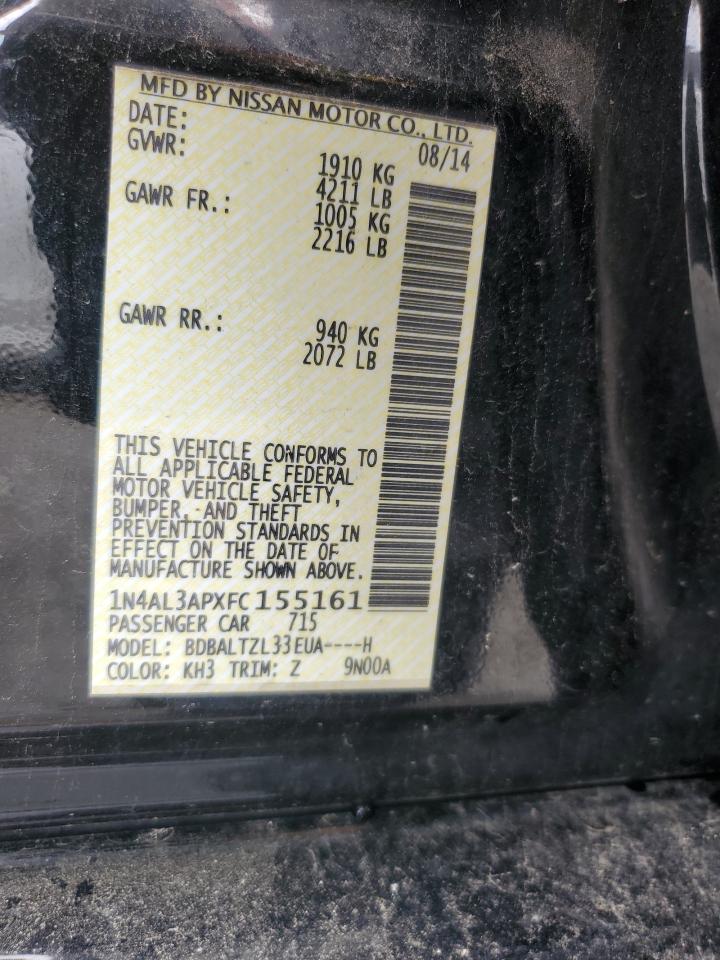 MFD BY NISSAN MOTOR CO., LTD.
DATE: 08/14
GVWR: 1910 KG
4211 LB
GAWR FR.: 1005 KG
2216 LB
GAWR RR.: 940 KG
2072 LB
THIS VEHICLE CONFORMS TO
ALL APPLICABLE FEDERAL
MOTOR VEHICLE SAFETY,
BUMPER, AND THEFT
PREVENTION STANDARDS IN
EFFECT ON THE DATE OF
MANUFACTURE SHOWN ABOVE.
1N4AL3APXFC155161
PASSENGER CAR 715
MODEL: BDBALTZL33EUA----H
COLOR: KH3 TRIM: Z 9N00A